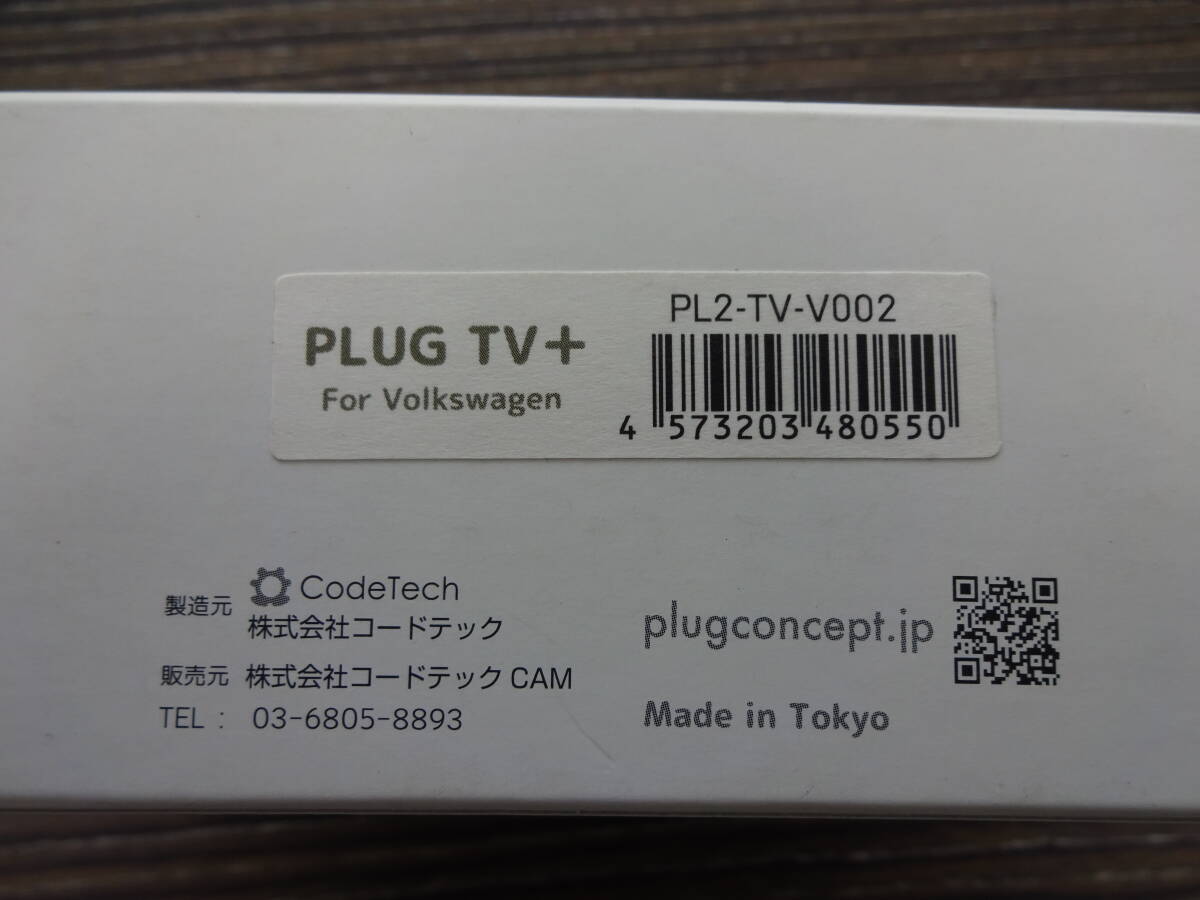 PLUG TV+
For Volkswagen
PL2-TV-V002
4 573203 480550
製造元 CodeTech
株式会社コードテック
販売元 株式会社コードテック CAM
TEL : 03-6805-8893
plugconcept.jp
Made in Tokyo